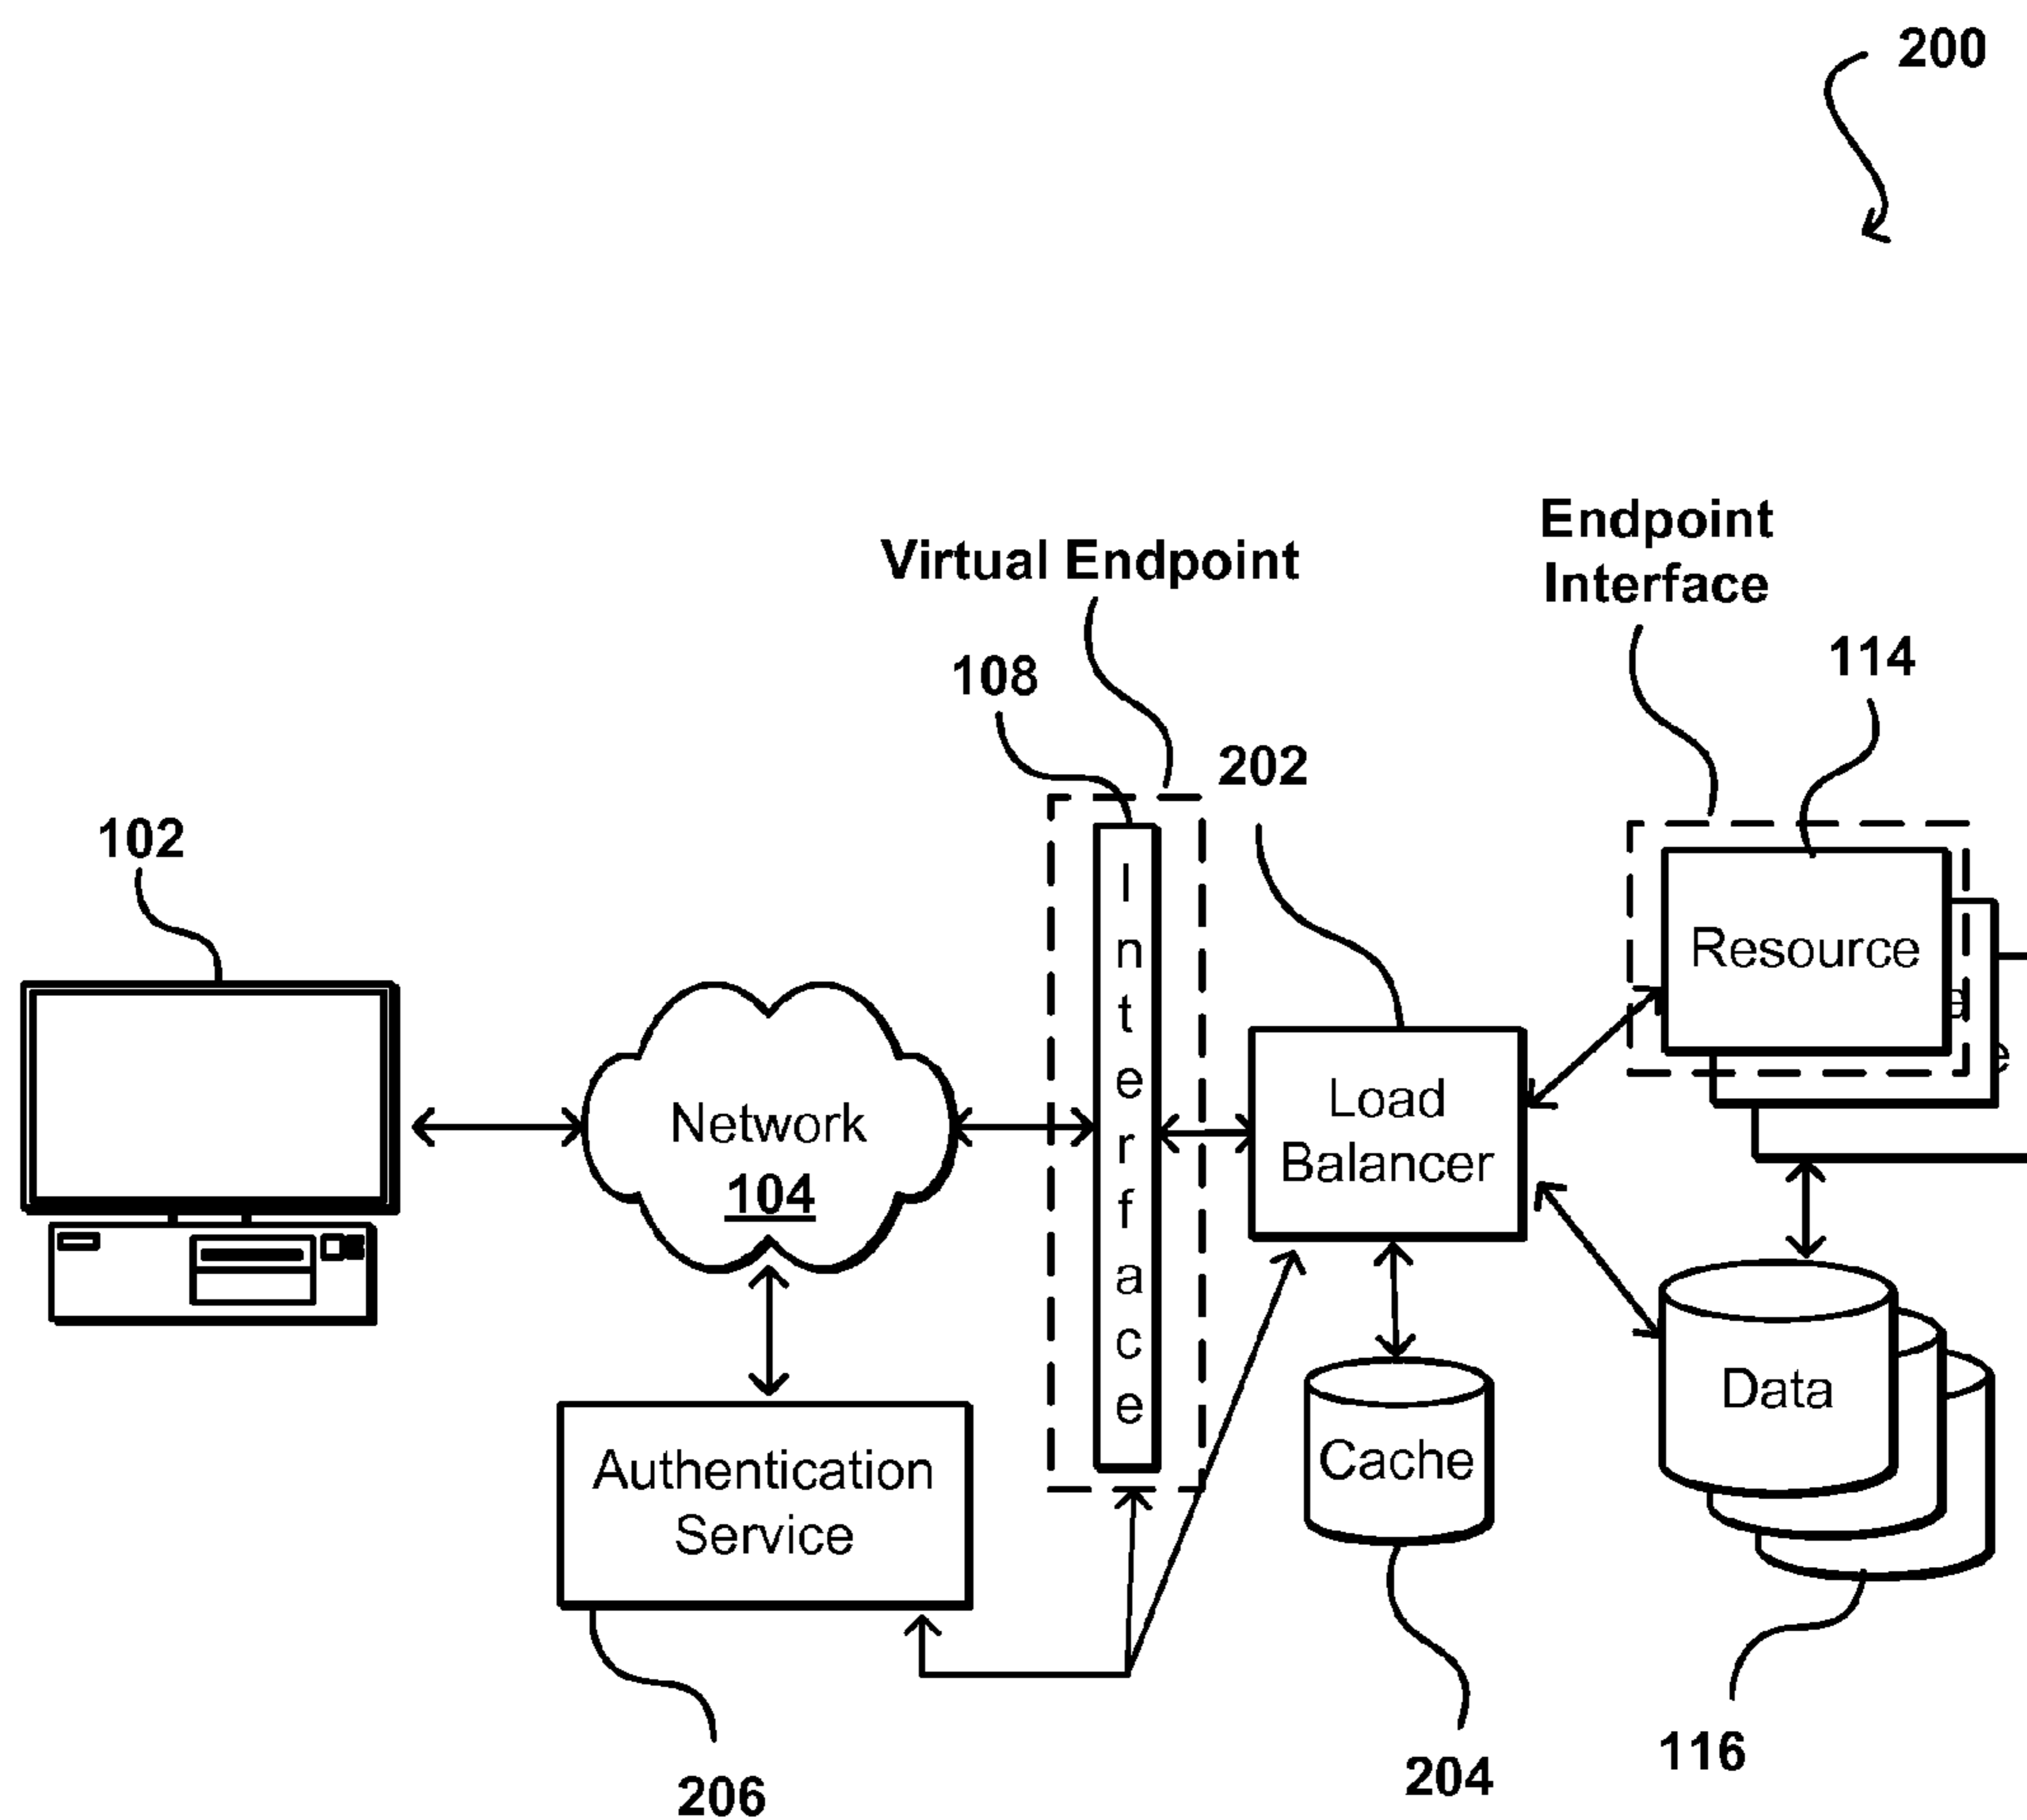 200
Endpoint
Interface
Virtual Endpoint
114
108
202
102
Interface
Resource
e
e
Load
Balancer
Network
104
Data
Cache
Authentication
Service
116
204
206